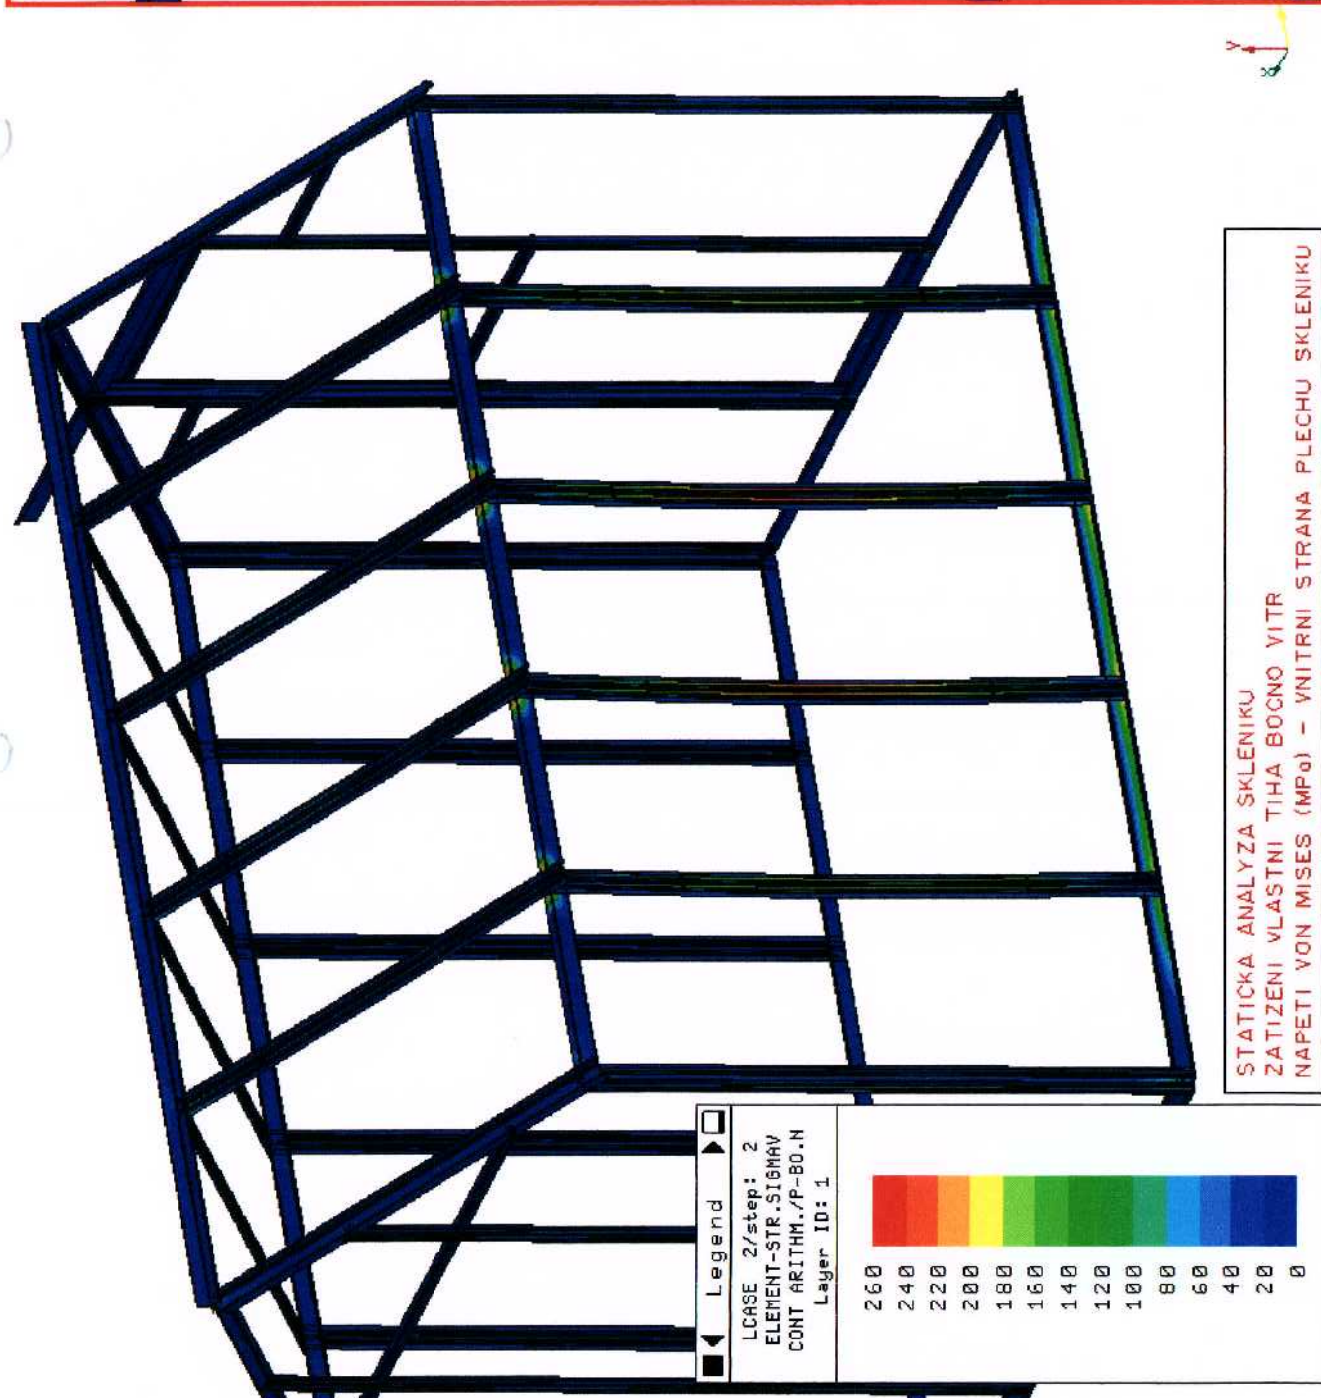 STATICKA ANALYZA SKLENIKU
ZATIZENI VLASTNI TIHA BOCNO VITR
NAPETI VON MISES (MPa) - VNITRNI STRANA PLECHU SKLENIKU
Legend
LCASE 2/step: 2
ELEMENT-STR.SIGMAV
CONT ARITHM./P-BO.N
Layer ID: 1
260
240
220
200
180
160
140
120
100
80
60
40
20
0
Y
X